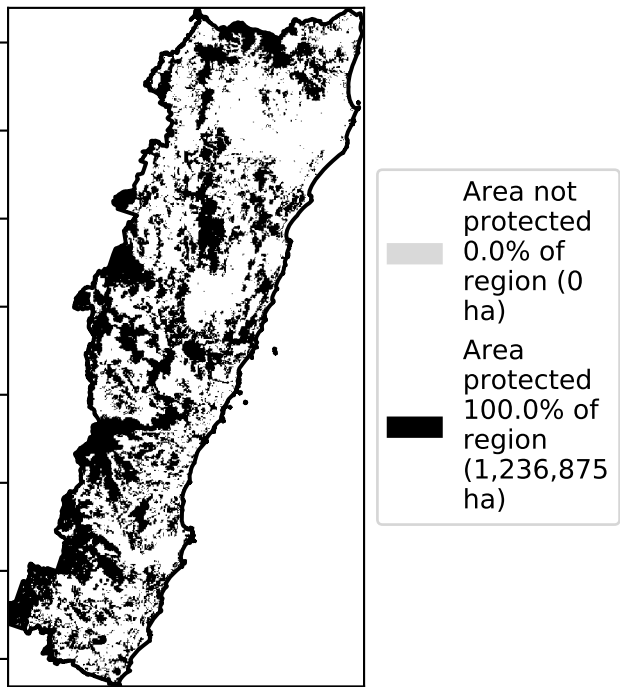 Area not
protected
0.0% of
region (0
ha)
Area
protected
100.0% of
region
(1,236,875
ha)